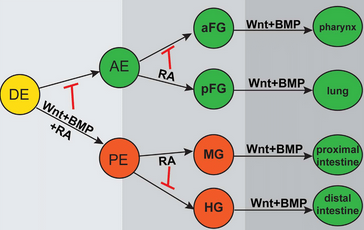 aFG
Wnt+BMP
pharynx
AE
RA
pFG
Wnt+BMP
lung
DE
Wnt+BMP
+RA
PE
RA
MG
Wnt+BMP
proximal
intestine
HG
Wnt+BMP
distal
intestine